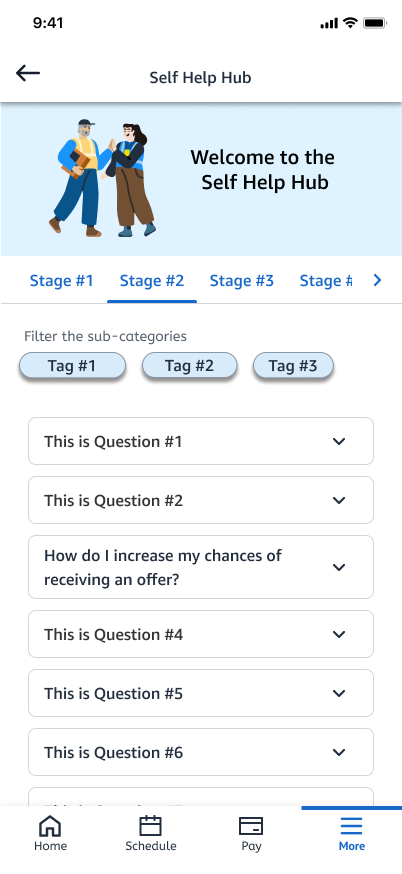 9:41
Self Help Hub
Welcome to the
Self Help Hub
Stage #1
Stage #2
Stage #3
Stage #
Filter the sub-categories
Tag #1
Tag #2
Tag #3
This is Question #1
This is Question #2
How do I increase my chances of
receiving an offer?
This is Question #4
This is Question #5
This is Question #6
Home
Schedule
Pay
More